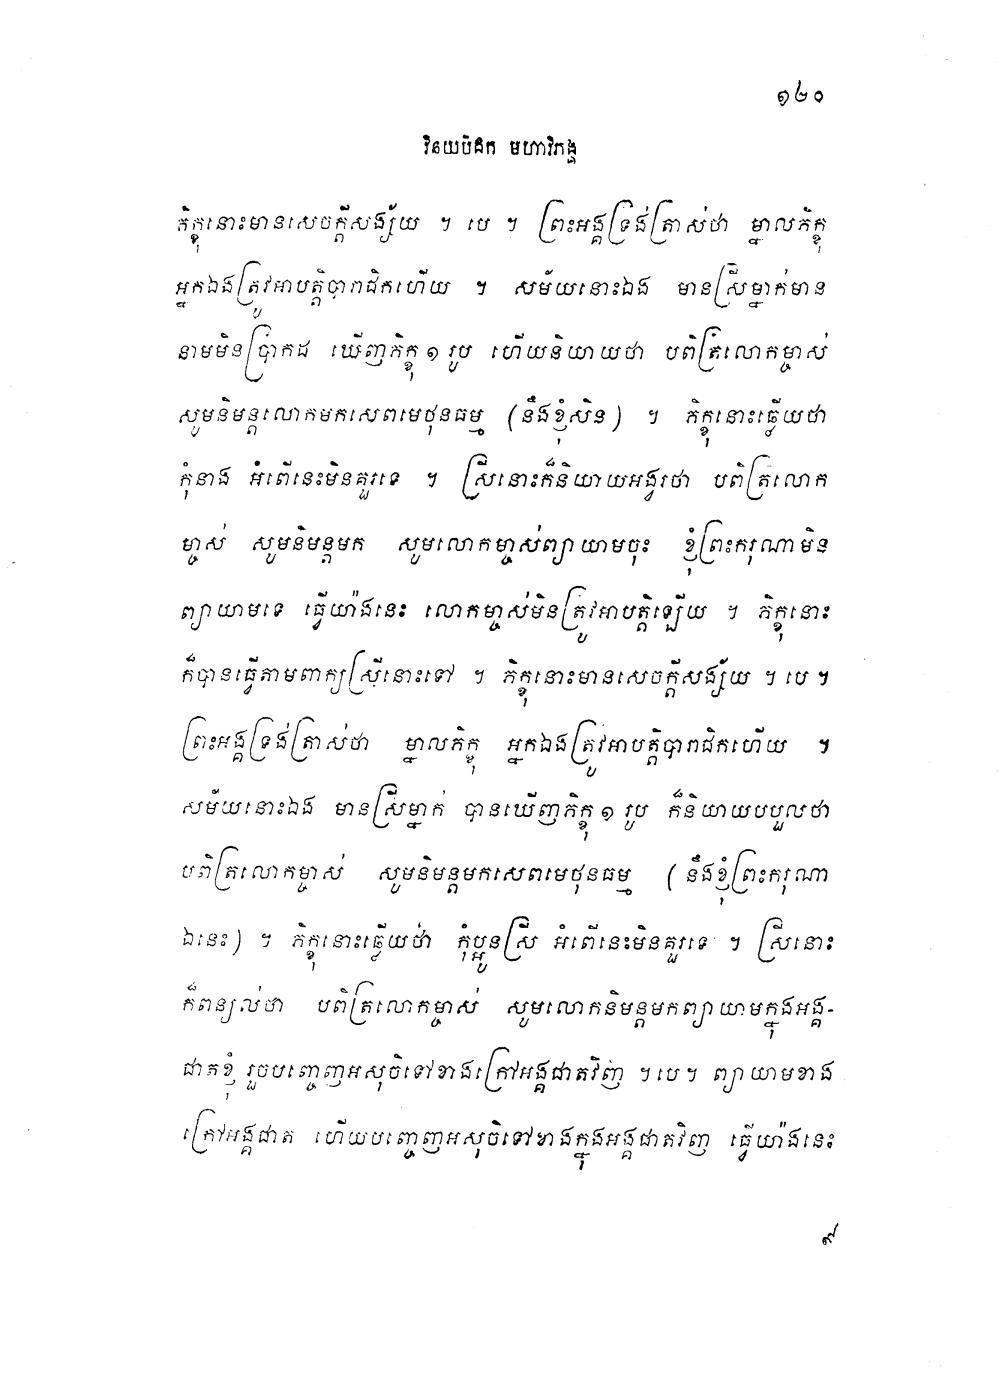 ១២០
វិនយបិដក មហាវិភង្គ
ភិក្ខុនោះមានសេចក្តីសង្ស័យ ។ បេ ។ ព្រះអង្គទ្រង់ត្រាស់ថា ម្នាលភិក្ខុ
អ្នកឯងត្រូវអាបត្តិបារាជិកហើយ ។ សម័យនោះឯង មានស្រីម្នាក់មាន
នាមមិនប្រាកដ ឃើញភិក្ខុ ១ រូប ហើយនិយាយថា បពិត្រលោកម្ចាស់
សូមនិមន្តលោកមកសេពមេថុនធម្ម (នឹងខ្ញុំសិន) ។ ភិក្ខុនោះឆ្លើយថា
កុំនាង អំពើនេះមិនគួរទេ ។ ស្រីនោះក៏និយាយអង្វរថា បពិត្រលោក
ម្ចាស់ សូមនិមន្តមក សូមលោកម្ចាស់ព្យាយាមចុះ ខ្ញុំព្រះករុណាមិន
ព្យាយាមទេ ធ្វើយ៉ាងនេះ លោកម្ចាស់មិនត្រូវអាបត្តិឡើយ ។ ភិក្ខុនោះ
ក៏បានធ្វើតាមពាក្យស្រីនោះទៅ ។ ភិក្ខុនោះមានសេចក្តីសង្ស័យ ។ បេ ។
ព្រះអង្គទ្រង់ត្រាស់ថា ម្នាលភិក្ខុ អ្នកឯងត្រូវអាបត្តិបារាជិកហើយ ។
សម័យនោះឯង មានស្រីម្នាក់ បានឃើញភិក្ខុ ១ រូប ក៏និយាយបបួលថា
បពិត្រលោកម្ចាស់ សូមនិមន្តមកសេពមេថុនធម្ម (នឹងខ្ញុំព្រះករុណា
ឯនេះ) ។ ភិក្ខុនោះឆ្លើយថា កុំប្អូនស្រី អំពើនេះមិនគួរទេ ។ ស្រីនោះ
ក៏ពន្យល់ថា បពិត្រលោកម្ចាស់ សូមលោកនិមន្តមកព្យាយាមក្នុងអង្គ-
ជាតខ្ញុំ រួចបញ្ចេញអសុចិទៅខាងក្រៅអង្គជាតវិញ ។ បេ ។ ព្យាយាមខាង
ក្រៅអង្គជាត ហើយបញ្ចេញអសុចិទៅខាងក្នុងអង្គជាតវិញ ធ្វើយ៉ាងនេះ
៩